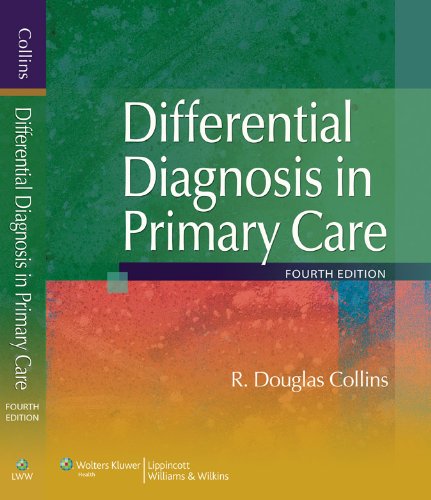 Collins
Differential Diagnosis in Primary Care
FOURTH
EDITION
LWW
Differential
Diagnosis in
Primary Care
FOURTH EDITION
R. Douglas Collins
Wolters Kluwer
Health
Lippincott
Williams & Wilkins